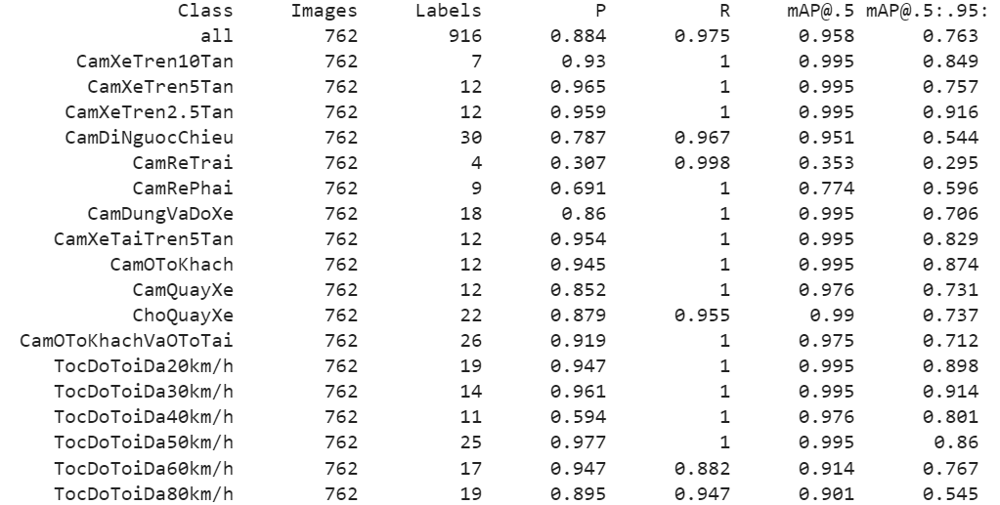 Class Images Labels P R mAP@.5 mAP@.5:.95:
all 762 916 0.884 0.975 0.958 0.763
CamXeTren10Tan 762 7 0.93 1 0.995 0.849
CamXeTren5Tan 762 12 0.965 1 0.995 0.757
CamXeTren2.5Tan 762 12 0.959 1 0.995 0.916
CamDiNguocChieu 762 30 0.787 0.967 0.951 0.544
CamReTrai 762 4 0.307 0.998 0.353 0.295
CamRePhai 762 9 0.691 1 0.774 0.596
CamDungVaDoXe 762 18 0.86 1 0.995 0.706
CamXeTaiTren5Tan 762 12 0.954 1 0.995 0.829
CamOToKhach 762 12 0.945 1 0.995 0.874
CamQuayXe 762 12 0.852 1 0.976 0.731
ChoQuayXe 762 22 0.879 0.955 0.99 0.737
CamOToKhachVaOToTai 762 26 0.919 1 0.975 0.712
TocDoToiDa20km/h 762 19 0.947 1 0.995 0.898
TocDoToiDa30km/h 762 14 0.961 1 0.995 0.914
TocDoToiDa40km/h 762 11 0.594 1 0.976 0.801
TocDoToiDa50km/h 762 25 0.977 1 0.995 0.86
TocDoToiDa60km/h 762 17 0.947 0.882 0.914 0.767
TocDoToiDa80km/h 762 19 0.895 0.947 0.901 0.545